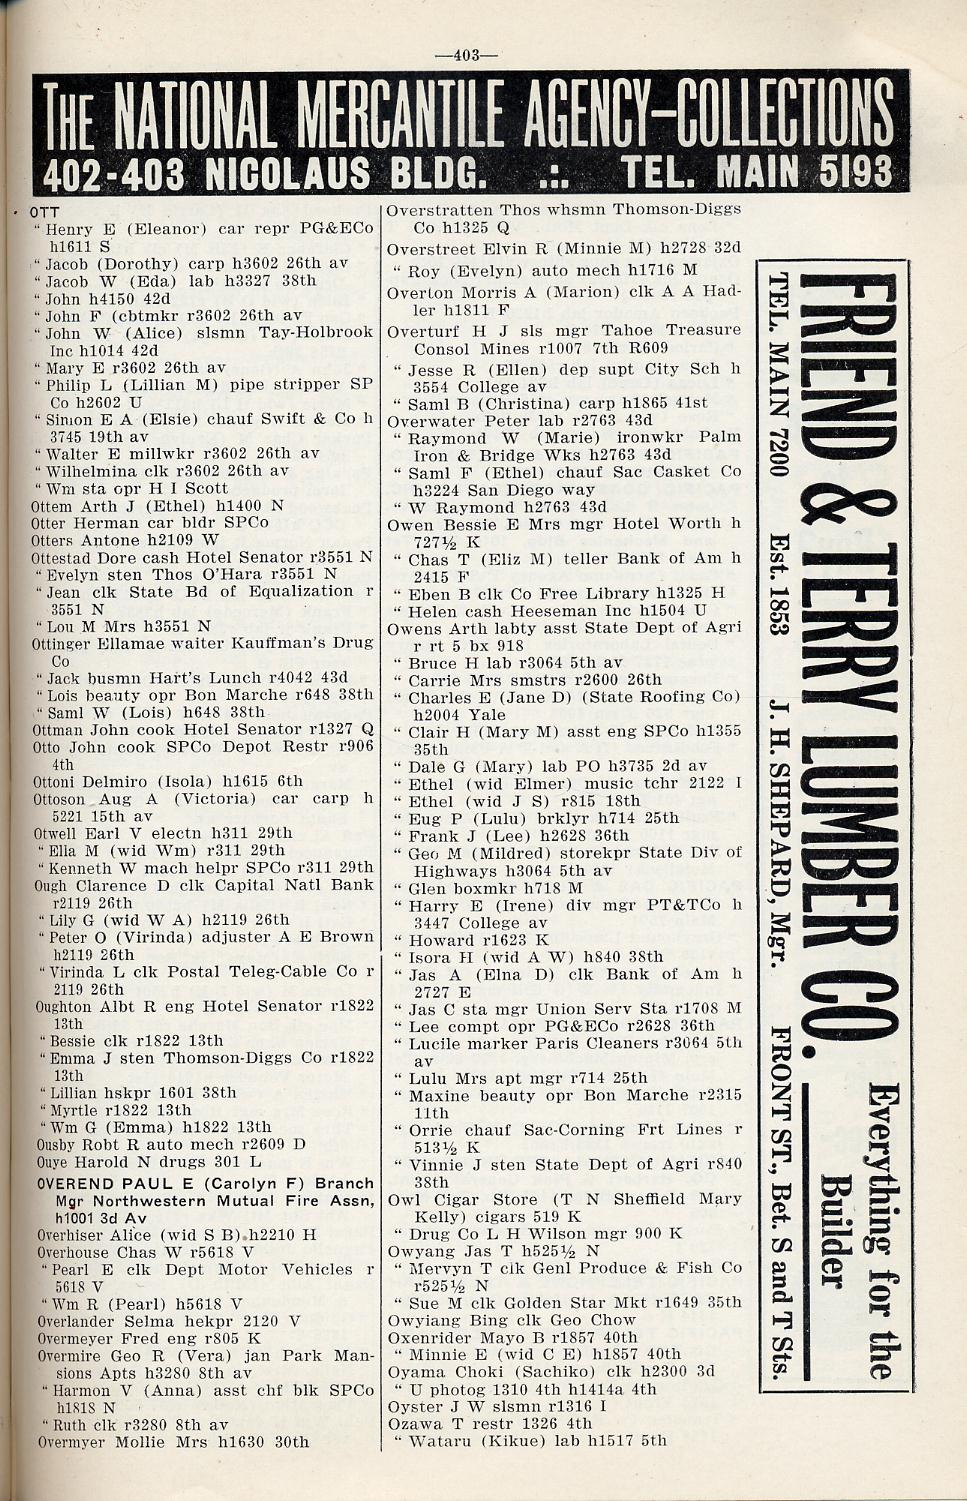 —403—
THE NATIONAL MERCANTILE AGENCY–COLLECTIONS
402-403 NICOLAUS BLDG. .:. TEL. MAIN 5193
OTT
" Henry E (Eleanor) car repr PG&ECo
h1611 S
" Jacob (Dorothy) carp h3602 26th av
" Jacob W (Eda) lab h3327 38th
" John h4150 42d
" John F (cbtmkr r3602 26th av
" John W (Alice) slsmn Tay-Holbrook
Inc h1014 42d
" Mary E r3602 26th av
" Philip L (Lillian M) pipe stripper SP
Co h2602 U
" Simon E A (Elsie) chauf Swift & Co h
3745 19th av
" Walter E millwkr r3602 26th av
" Wilhelmina clk r3602 26th av
" Wm sta opr H I Scott
Ottem Arth J (Ethel) h1400 N
Otter Herman car bldr SPCo
Otters Antone h2109 W
Ottestad Dore cash Hotel Senator r3551 N
" Evelyn sten Thos O'Hara r3551 N
" Jean clk State Bd of Equalization r
3551 N
" Lou M Mrs h3551 N
Ottinger Ellamae waiter Kauffman's Drug
Co
" Jack busmn Hart's Lunch r4042 43d
" Lois beauty opr Bon Marche r648 38th
" Saml W (Lois) h648 38th
Ottman John cook Hotel Senator r1327 Q
Otto John cook SPCo Depot Restr r906
4th
Ottoni Delmiro (Isola) h1615 6th
Ottoson Aug A (Victoria) car carp h
5221 15th av
Otwell Earl V electn h311 29th
" Ella M (wid Wm) r311 29th
" Kenneth W mach helpr SPCo r311 29th
Ough Clarence D clk Capital Natl Bank
r2119 26th
" Lily G (wid W A) h2119 26th
" Peter O (Virinda) adjuster A E Brown
h2119 26th
" Virinda L clk Postal Teleg-Cable Co r
2119 26th
Oughton Albt R eng Hotel Senator r1822
13th
" Bessie clk r1822 13th
" Emma J sten Thomson-Diggs Co r1822
13th
" Lillian hskpr 1601 38th
" Myrtle r1822 13th
" Wm G (Emma) h1822 13th
Ousby Robt R auto mech r2609 D
Ouye Harold N drugs 301 L
OVEREND PAUL E (Carolyn F) Branch
Mgr Northwestern Mutual Fire Assn,
h1001 3d Av
Overhiser Alice (wid S B) h2210 H
Overhouse Chas W r5618 V
" Pearl E clk Dept Motor Vehicles r
5618 V
" Wm R (Pearl) h5618 V
Overlander Selma hekpr 2120 V
Overmeyer Fred eng r805 K
Overmire Geo R (Vera) jan Park Man-
sions Apts h3280 8th av
" Harmon V (Anna) asst chf blk SPCo
h1818 N
" Ruth clk r3280 8th av
Overmyer Mollie Mrs h1630 30th
Overstratten Thos whsmn Thomson-Diggs
Co h1325 Q
Overstreet Elvin R (Minnie M) h2728 32d
" Roy (Evelyn) auto mech h1716 M
Overton Morris A (Marion) clk A A Had-
ler h1811 F
Overturf H J sls mgr Tahoe Treasure
Consol Mines r1007 7th R609
" Jesse R (Ellen) dep supt City Sch h
3554 College av
" Saml B (Christina) carp h1865 41st
Overwater Peter lab r2763 43d
" Raymond W (Marie) ironwkr Palm
Iron & Bridge Wks h2763 43d
" Saml F (Ethel) chauf Sac Casket Co
h3224 San Diego way
" W Raymond h2763 43d
Owen Bessie E Mrs mgr Hotel Worth h
727½ K
" Chas T (Eliz M) teller Bank of Am h
2415 F
" Eben B clk Co Free Library h1325 H
" Helen cash Heeseman Inc h1504 U
Owens Arth labty asst State Dept of Agri
r rt 5 bx 918
" Bruce H lab r3064 5th av
" Carrie Mrs smstrs r2600 26th
" Charles E (Jane D) (State Roofing Co)
h2004 Yale
" Clair H (Mary M) asst eng SPCo h1355
35th
" Dale G (Mary) lab PO h3735 2d av
" Ethel (wid Elmer) music tchr 2122 I
" Ethel (wid J S) r815 18th
" Eug P (Lulu) brklyr h714 25th
" Frank J (Lee) h2628 36th
" Geo M (Mildred) storekpr State Div of
Highways h3064 5th av
" Glen boxmkr h718 M
" Harry E (Irene) div mgr PT&TCo h
3447 College av
" Howard r1623 K
" Isora H (wid A W) h840 38th
" Jas A (Elna D) clk Bank of Am h
2727 E
" Jas C sta mgr Union Serv Sta r1708 M
" Lee compt opr PG&ECo r2628 36th
" Lucile marker Paris Cleaners r3064 5th
av
" Lulu Mrs apt mgr r714 25th
" Maxine beauty opr Bon Marche r2315
11th
" Orrie chauf Sac-Corning Frt Lines r
513½ K
" Vinnie J sten State Dept of Agri r840
38th
Owl Cigar Store (T N Sheffield Mary
Kelly) cigars 519 K
" Drug Co L H Wilson mgr 900 K
Owyang Jas T h525½ N
" Mervyn T clk Genl Produce & Fish Co
r525½ N
" Sue M clk Golden Star Mkt r1649 35th
Owyiang Bing clk Geo Chow
Oxenrider Mayo B r1857 40th
" Minnie E (wid C E) h1857 40th
Oyama Choki (Sachiko) clk h2300 3d
" U photog 1310 4th h1414a 4th
Oyster J W slsmn r1316 I
Ozawa T restr 1326 4th
" Wataru (Kikue) lab h1517 5th
FRIEND & TERRY LUMBER CO.
Everything for the
Builder
TEL. MAIN 7200 Est. 1853 J. H. SHEPARD, Mgr. FRONT ST., Bet. S and T Sts.